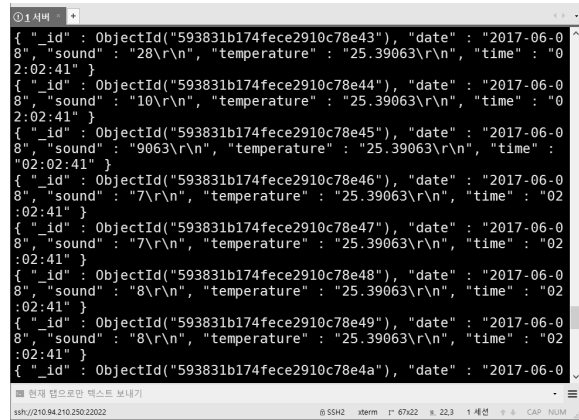 ①1 서버 × +
{ "_id" : ObjectId("593831b174fece2910c78e43"), "date" : "2017-06-0
8", "sound" : "28\r\n", "temperature" : "25.39063\r\n", "time" : "0
2:02:41" }
{ "_id" : ObjectId("593831b174fece2910c78e44"), "date" : "2017-06-0
8", "sound" : "10\r\n", "temperature" : "25.39063\r\n", "time" : "0
2:02:41" }
{ "_id" : ObjectId("593831b174fece2910c78e45"), "date" : "2017-06-0
8", "sound" : "9063\r\n", "temperature" : "25.39063\r\n", "time" :
"02:02:41" }
{ "_id" : ObjectId("593831b174fece2910c78e46"), "date" : "2017-06-0
8", "sound" : "7\r\n", "temperature" : "25.39063\r\n", "time" : "02
:02:41" }
{ "_id" : ObjectId("593831b174fece2910c78e47"), "date" : "2017-06-0
8", "sound" : "7\r\n", "temperature" : "25.39063\r\n", "time" : "02
:02:41" }
{ "_id" : ObjectId("593831b174fece2910c78e48"), "date" : "2017-06-0
8", "sound" : "8\r\n", "temperature" : "25.39063\r\n", "time" : "02
:02:41" }
{ "_id" : ObjectId("593831b174fece2910c78e49"), "date" : "2017-06-0
8", "sound" : "8\r\n", "temperature" : "25.39063\r\n", "time" : "02
:02:41" }
{ "_id" : ObjectId("593831b174fece2910c78e4a"), "date" : "2017-06-0
현재 탭으로만 텍스트 보내기
ssh://210.94.210.250:22022 SSH2 xterm 67x22 22,3 1 세션 CAP NUM